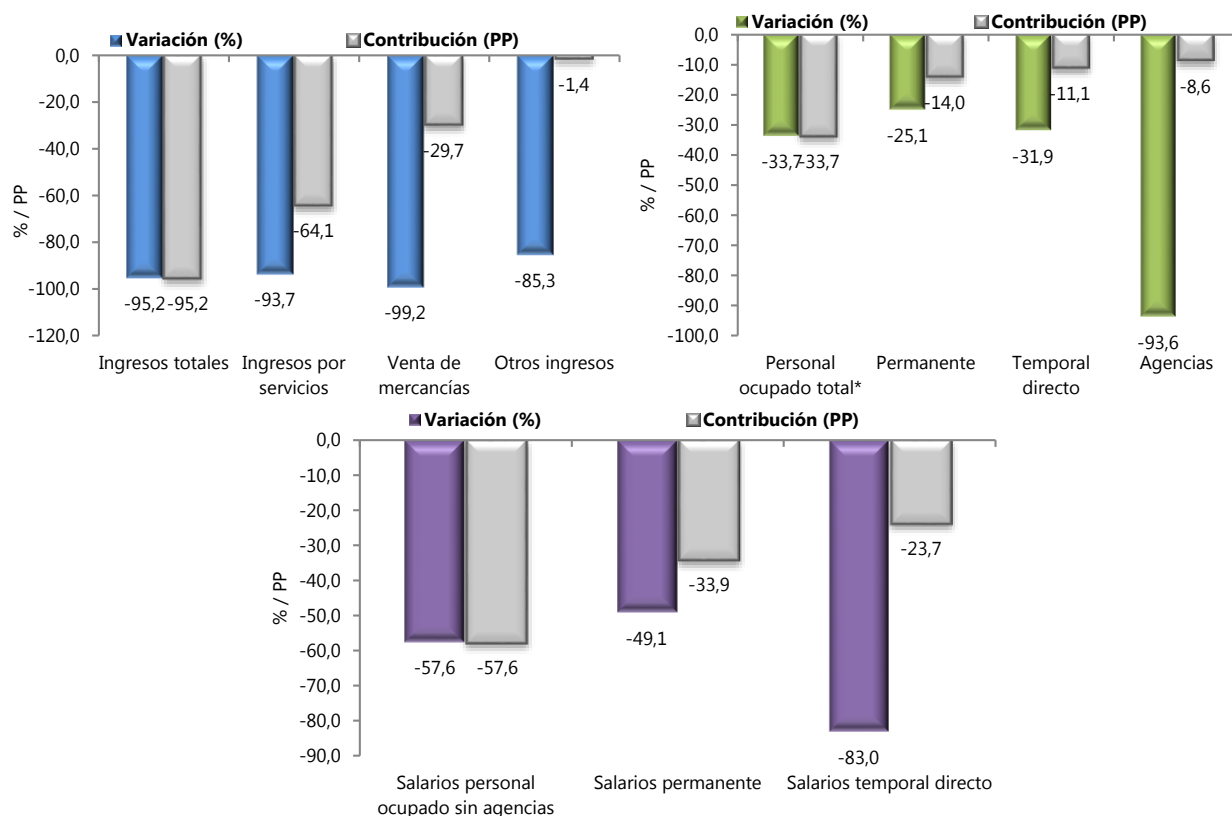 Variación (%) Contribución (PP)
0,0
-20,0
-40,0
-60,0
-80,0
-100,0
-120,0
% / PP
-95,2 -95,2
-93,7
-64,1
-99,2
-29,7
-85,3
-1,4
Ingresos totales
Ingresos por
servicios
Venta de
mercancías
Otros ingresos
Variación (%) Contribución (PP)
0,0
-10,0
-20,0
-30,0
-40,0
-50,0
-60,0
-70,0
-80,0
-90,0
-100,0
% / PP
-33,7 -33,7
-25,1
-14,0
-31,9
-11,1
-93,6
-8,6
Personal
ocupado total*
Permanente
Temporal
directo
Agencias
Variación (%) Contribución (PP)
0,0
-10,0
-20,0
-30,0
-40,0
-50,0
-60,0
-70,0
-80,0
-90,0
% / PP
-57,6 -57,6
-49,1
-33,9
-83,0
-23,7
Salarios personal
ocupado sin agencias
Salarios permanente
Salarios temporal directo